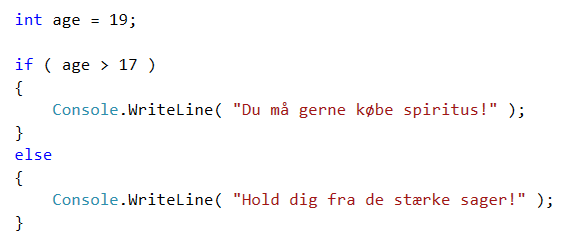 int age = 19;
if ( age > 17 )
{
    Console.WriteLine( "Du må gerne købe spiritus!" );
}
else
{
    Console.WriteLine( "Hold dig fra de stærke sager!" );
}